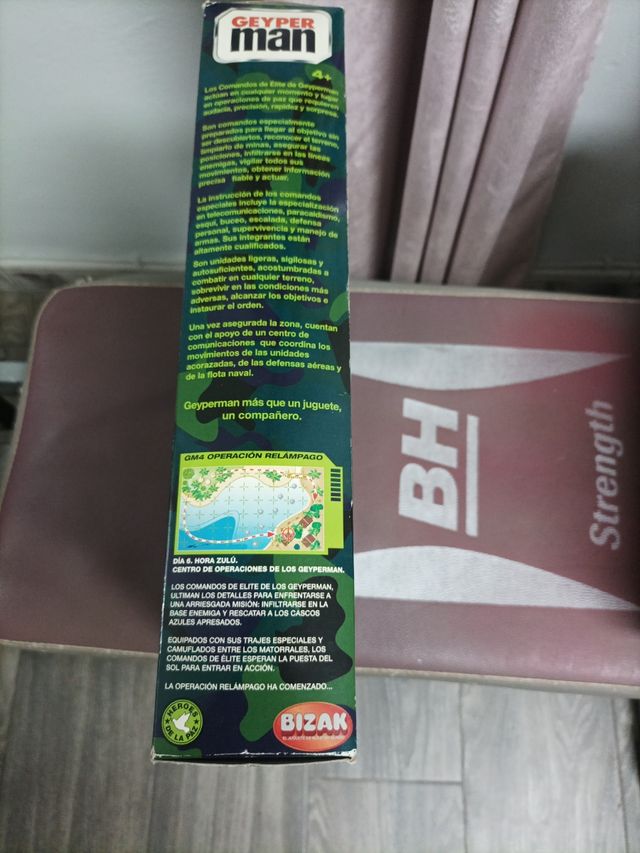 GEYPER
man
4+
Los Comandos de Élite de Geyperman
actúan en cualquier momento y lugar
en operaciones de paz que requieren
audacia, precisión, rapidez y sorpresa.
Son comandos especialmente
preparados para llegar al objetivo sin
ser descubiertos, reconocer el terreno,
limpiarlo de minas, asegurar las
posiciones, infiltrarse en las líneas
enemigas, vigilar todos sus
movimientos, obtener información
precisa fiable y actuar.
La instrucción de los comandos
especiales incluye la especialización
en telecomunicaciones, paracaidismo,
esquí, buceo, escalada, defensa
personal, supervivencia y manejo de
armas. Sus integrantes están
altamente cualificados.
Son unidades ligeras, sigilosas y
autosuficientes, acostumbradas a
combatir en cualquier terreno,
sobrevivir en las condiciones más
adversas, alcanzar los objetivos e
instaurar el orden.
Una vez asegurada la zona, cuentan
con el apoyo de un centro de
comunicaciones que coordina los
movimientos de las unidades
acorazadas, de las defensas aéreas y
de la flota naval.
Geyperman más que un juguete,
un compañero.
GM4 OPERACIÓN RELÁMPAGO
DÍA 6. HORA ZULÚ.
CENTRO DE OPERACIONES DE LOS GEYPERMAN.
LOS COMANDOS DE ELITE DE LOS GEYPERMAN,
ULTIMAN LOS DETALLES PARA ENFRENTARSE A
UNA ARRIESGADA MISIÓN: INFILTRARSE EN LA
BASE ENEMIGA Y RESCATAR A LOS CASCOS
AZULES APRESADOS.
EQUIPADOS CON SUS TRAJES ESPECIALES Y
CAMUFLADOS ENTRE LOS MATORRALES, LOS
COMANDOS DE ÉLITE ESPERAN LA PUESTA DEL
SOL PARA ENTRAR EN ACCIÓN.
LA OPERACIÓN RELÁMPAGO HA COMENZADO...
HEROES
DE LA PAZ
BIZAK
BH
Strength